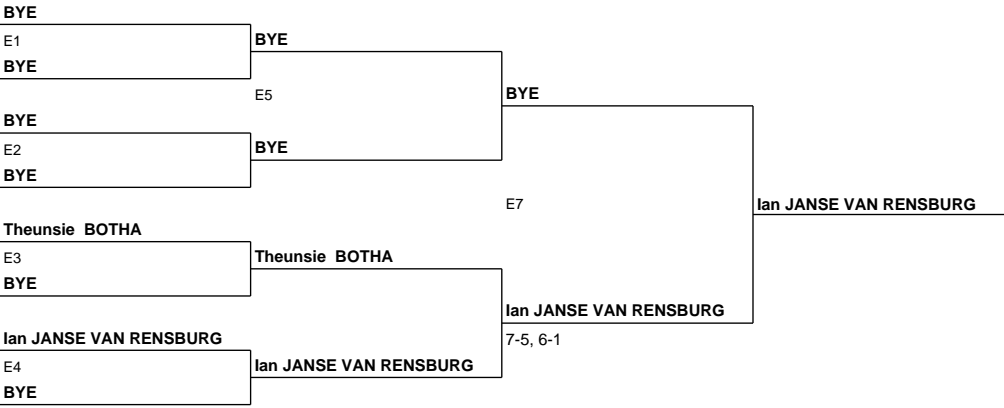 BYE
E1
BYE
BYE
E5
BYE
BYE
E2
BYE
BYE
E7
Ian JANSE VAN RENSBURG
Theunsie BOTHA
E3
Theunsie BOTHA
BYE
Ian JANSE VAN RENSBURG
Ian JANSE VAN RENSBURG
7-5, 6-1
E4
Ian JANSE VAN RENSBURG
BYE